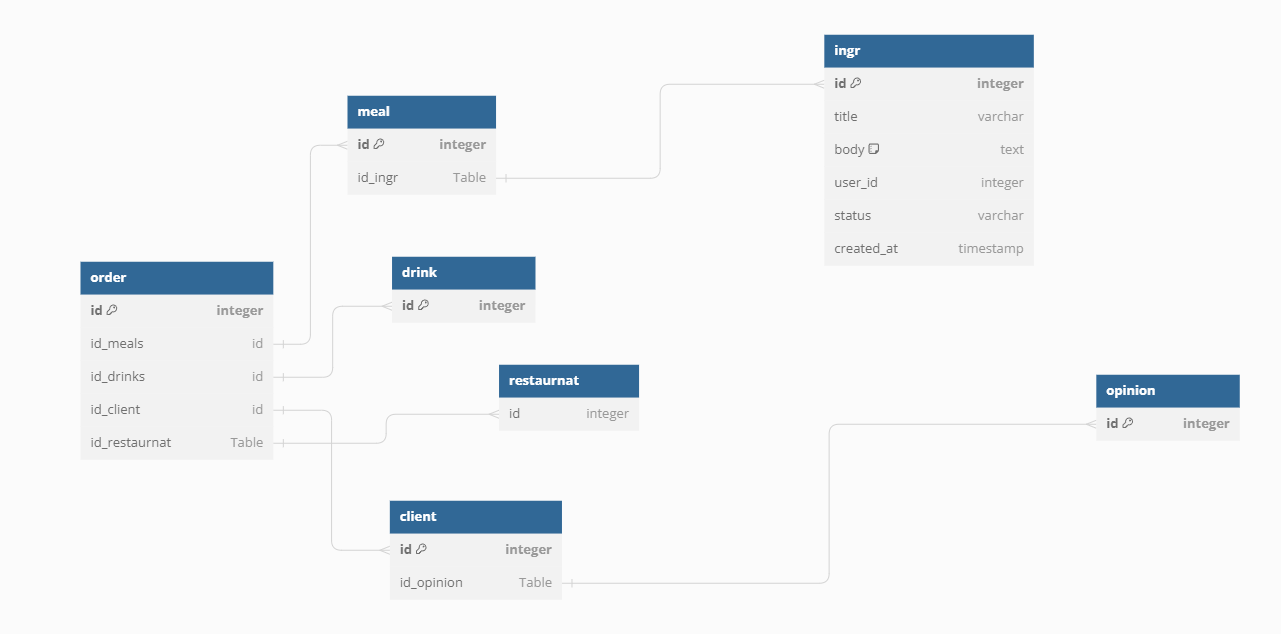 ingr
id integer
title varchar
body text
user_id integer
status varchar
created_at timestamp
meal
id integer
id_ingr Table
order
id integer
id_meals id
id_drinks id
id_client id
id_restaurnat Table
drink
id integer
restaurnat
id integer
opinion
id integer
client
id integer
id_opinion Table